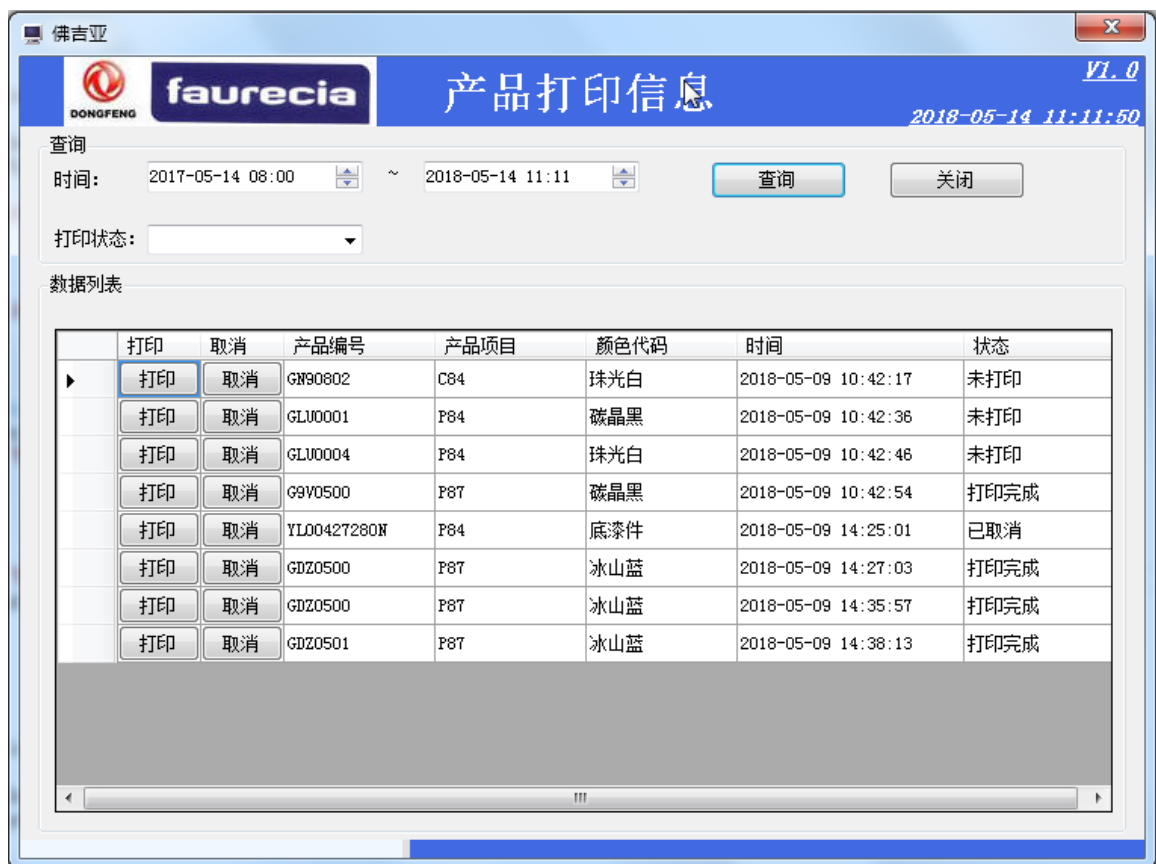 佛吉亚
DONGFENG faurecia 产品打印信息 V1.0
2018-05-14 11:11:50
查询
时间: 2017-05-14 08:00 ~ 2018-05-14 11:11 查询 关闭
打印状态:
数据列表
打印 取消 产品编号 产品项目 颜色代码 时间 状态
打印 取消 GN90802 C84 珠光白 2018-05-09 10:42:17 未打印
打印 取消 GLU0001 P84 碳晶黑 2018-05-09 10:42:36 未打印
打印 取消 GLU0004 P84 珠光白 2018-05-09 10:42:46 未打印
打印 取消 G9V0500 P87 碳晶黑 2018-05-09 10:42:54 打印完成
打印 取消 YL00427280N P84 底漆件 2018-05-09 14:25:01 已取消
打印 取消 GDZ0500 P87 冰山蓝 2018-05-09 14:27:03 打印完成
打印 取消 GDZ0500 P87 冰山蓝 2018-05-09 14:35:57 打印完成
打印 取消 GDZ0501 P87 冰山蓝 2018-05-09 14:38:13 打印完成